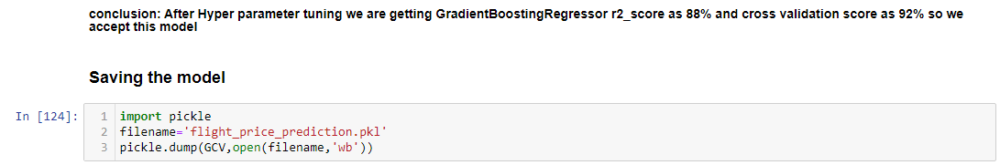 conclusion: After Hyper parameter tuning we are getting GradientBoostingRegressor r2_score as 88% and cross validation score as 92% so we
accept this model
Saving the model
In [124]: 1 import pickle
2 filename='flight_price_prediction.pkl'
3 pickle.dump(GCV,open(filename,'wb'))